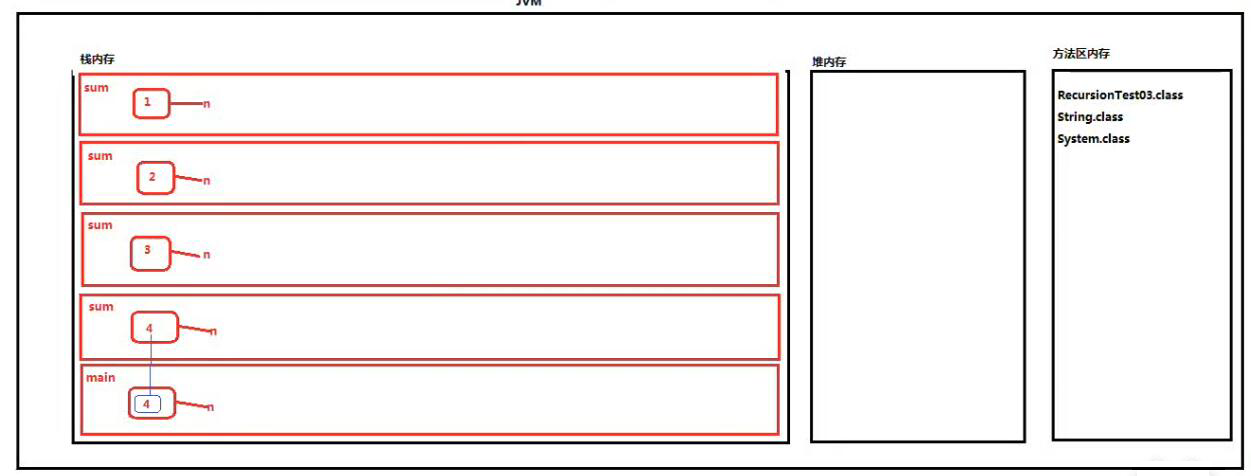 JVM
栈内存
sum
1
n
sum
2
n
sum
3
n
sum
4
n
main
4
n
堆内存
方法区内存
RecursionTest03.class
String.class
System.class